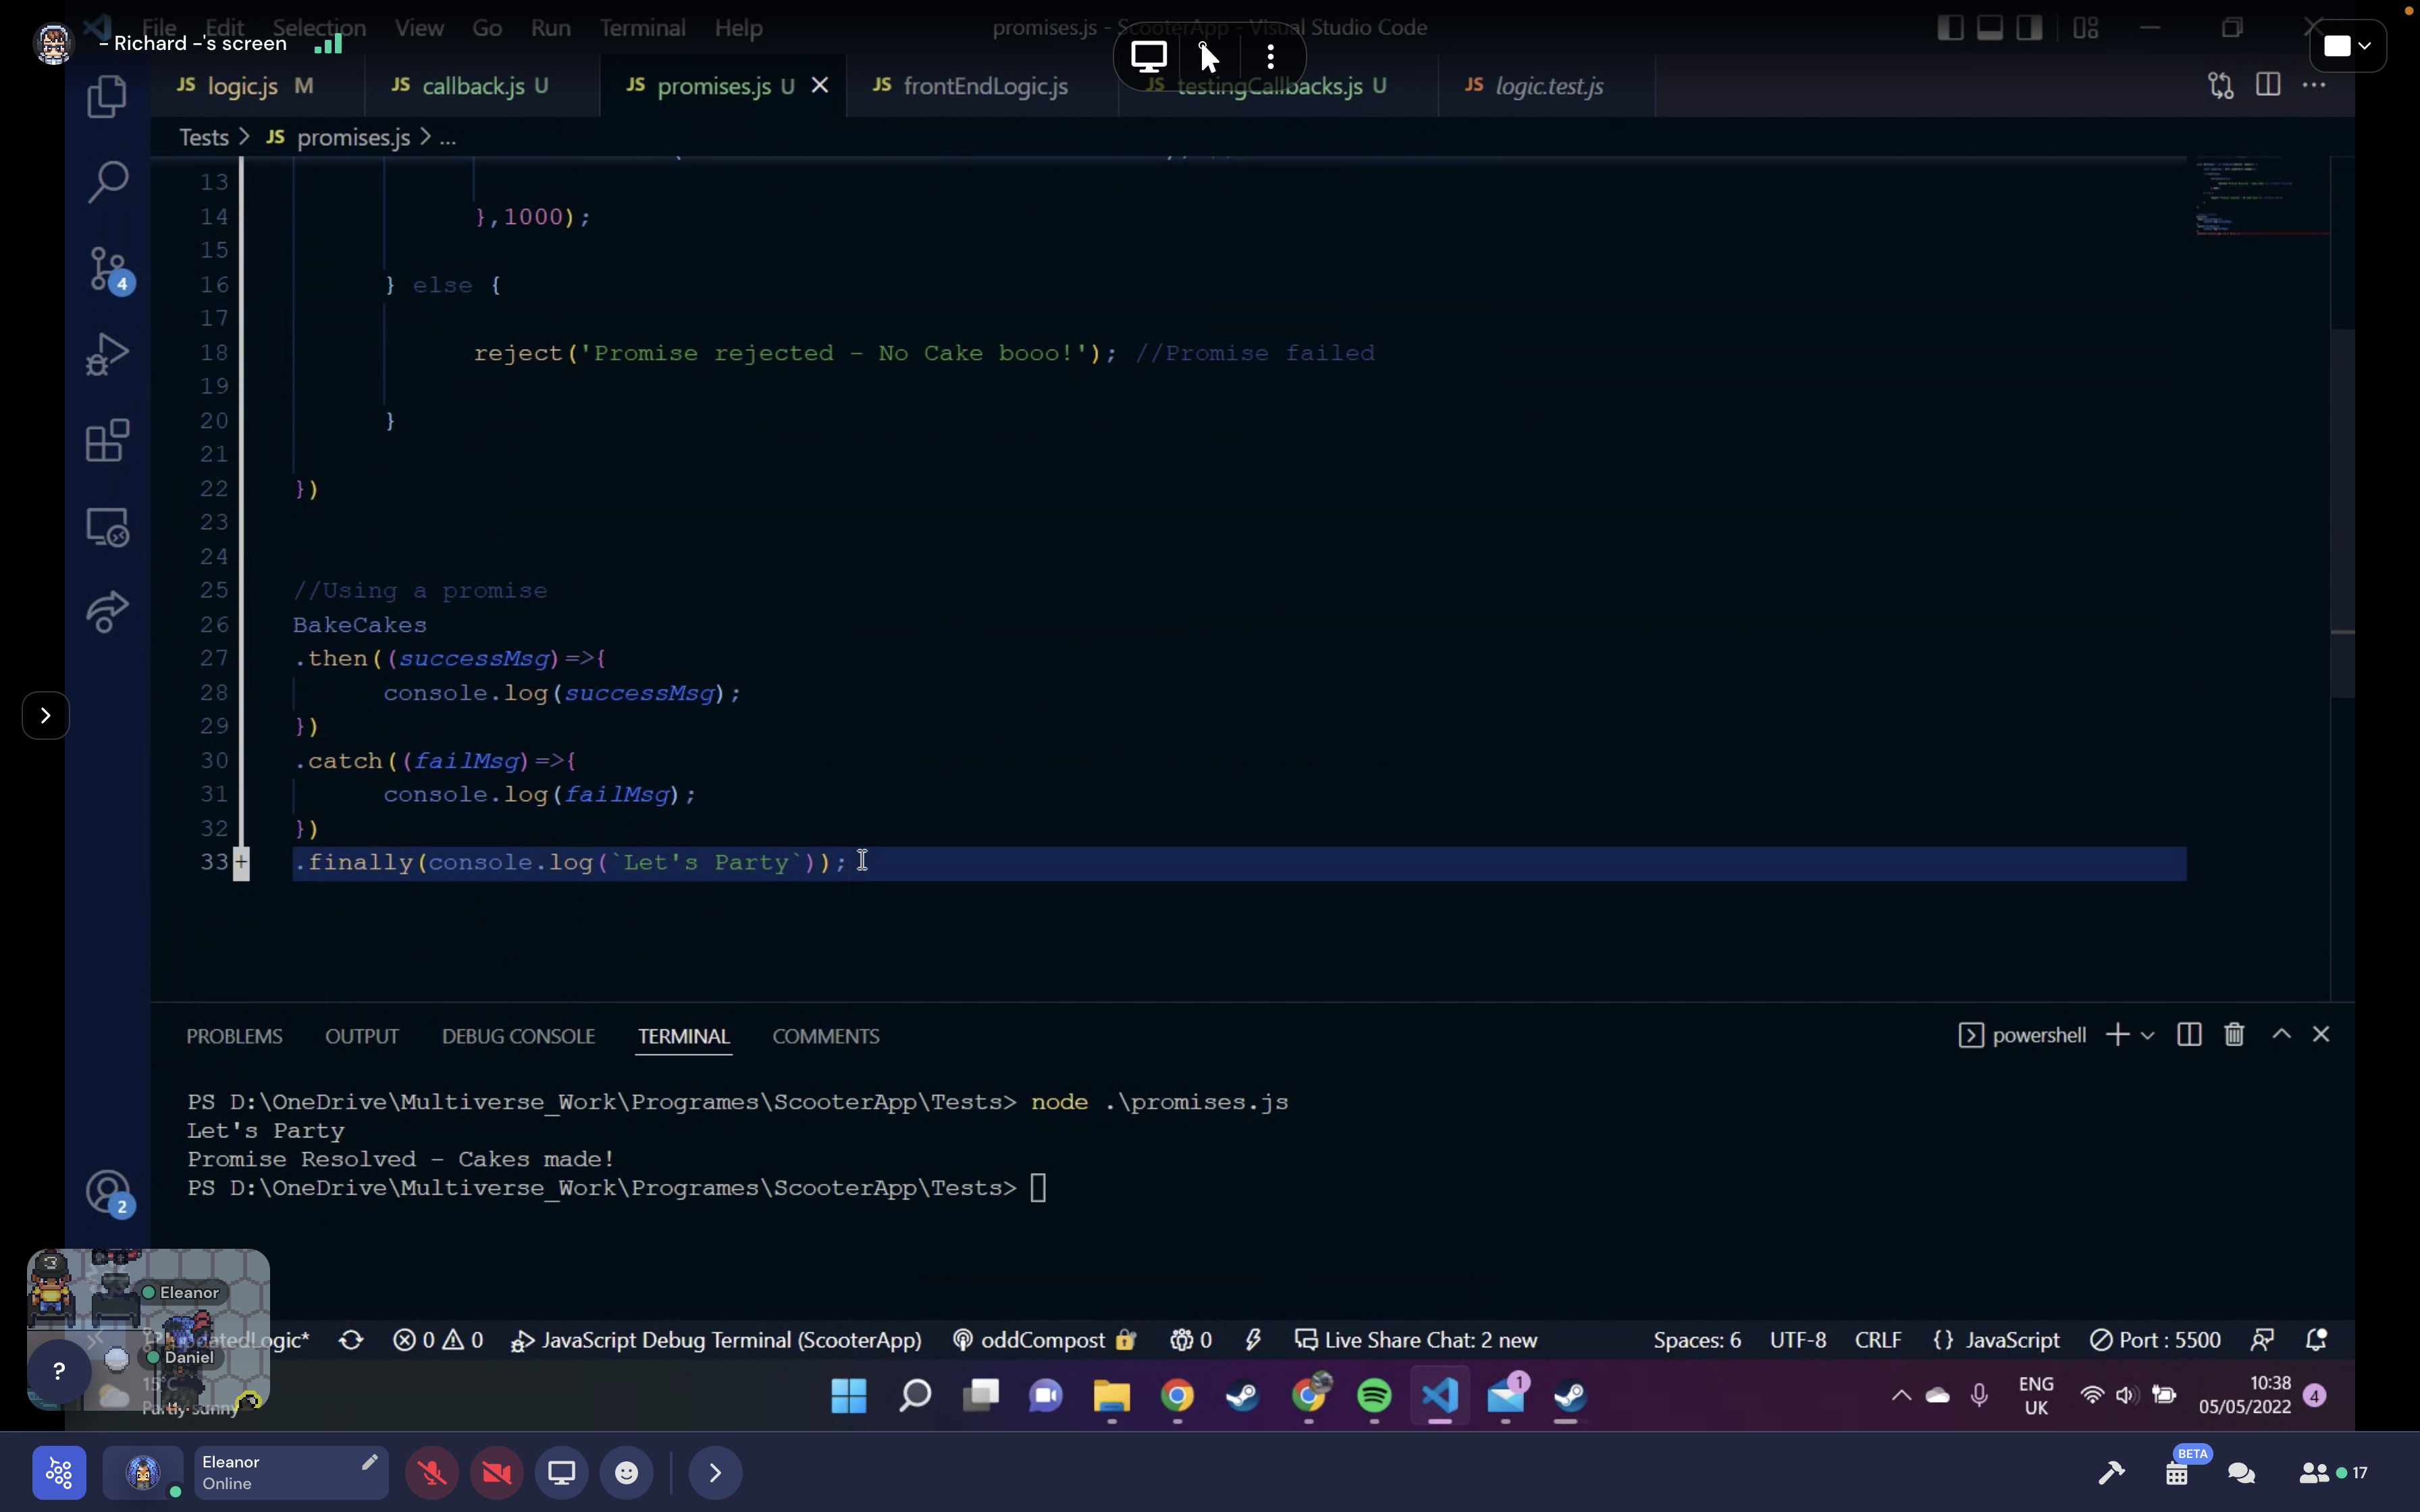 File Edit Selection View Go Run Terminal Help
promises.js - ScooterApp - Visual Studio Code
- Richard -'s screen
JS logic.js M
JS callback.js U
JS promises.js U
JS frontEndLogic.js
JS testingCallbacks.js U
JS logic.test.js
Tests > JS promises.js > ...
13
14 },1000);
15
16 } else {
17
18 reject('Promise rejected - No Cake booo!'); //Promise failed
19
20 }
21
22 })
23
24
25 //Using a promise
26 BakeCakes
27 .then((successMsg)=>{
28 console.log(successMsg);
29 })
30 .catch((failMsg)=>{
31 console.log(failMsg);
32 })
33 + .finally(console.log(`Let's Party`));
4
PROBLEMS OUTPUT DEBUG CONSOLE TERMINAL COMMENTS
powershell
PS D:\OneDrive\Multiverse_Work\Programes\ScooterApp\Tests> node .\promises.js
Let's Party
Promise Resolved - Cakes made!
PS D:\OneDrive\Multiverse_Work\Programes\ScooterApp\Tests>
2
Eleanor
Daniel
?
15°C
Partly sunny
0 0 JavaScript Debug Terminal (ScooterApp) oddCompost 0 Live Share Chat: 2 new
Spaces: 6 UTF-8 CRLF {} JavaScript Port : 5500
1
ENG
UK
10:38
05/05/2022
4
Eleanor
Online
BETA
17